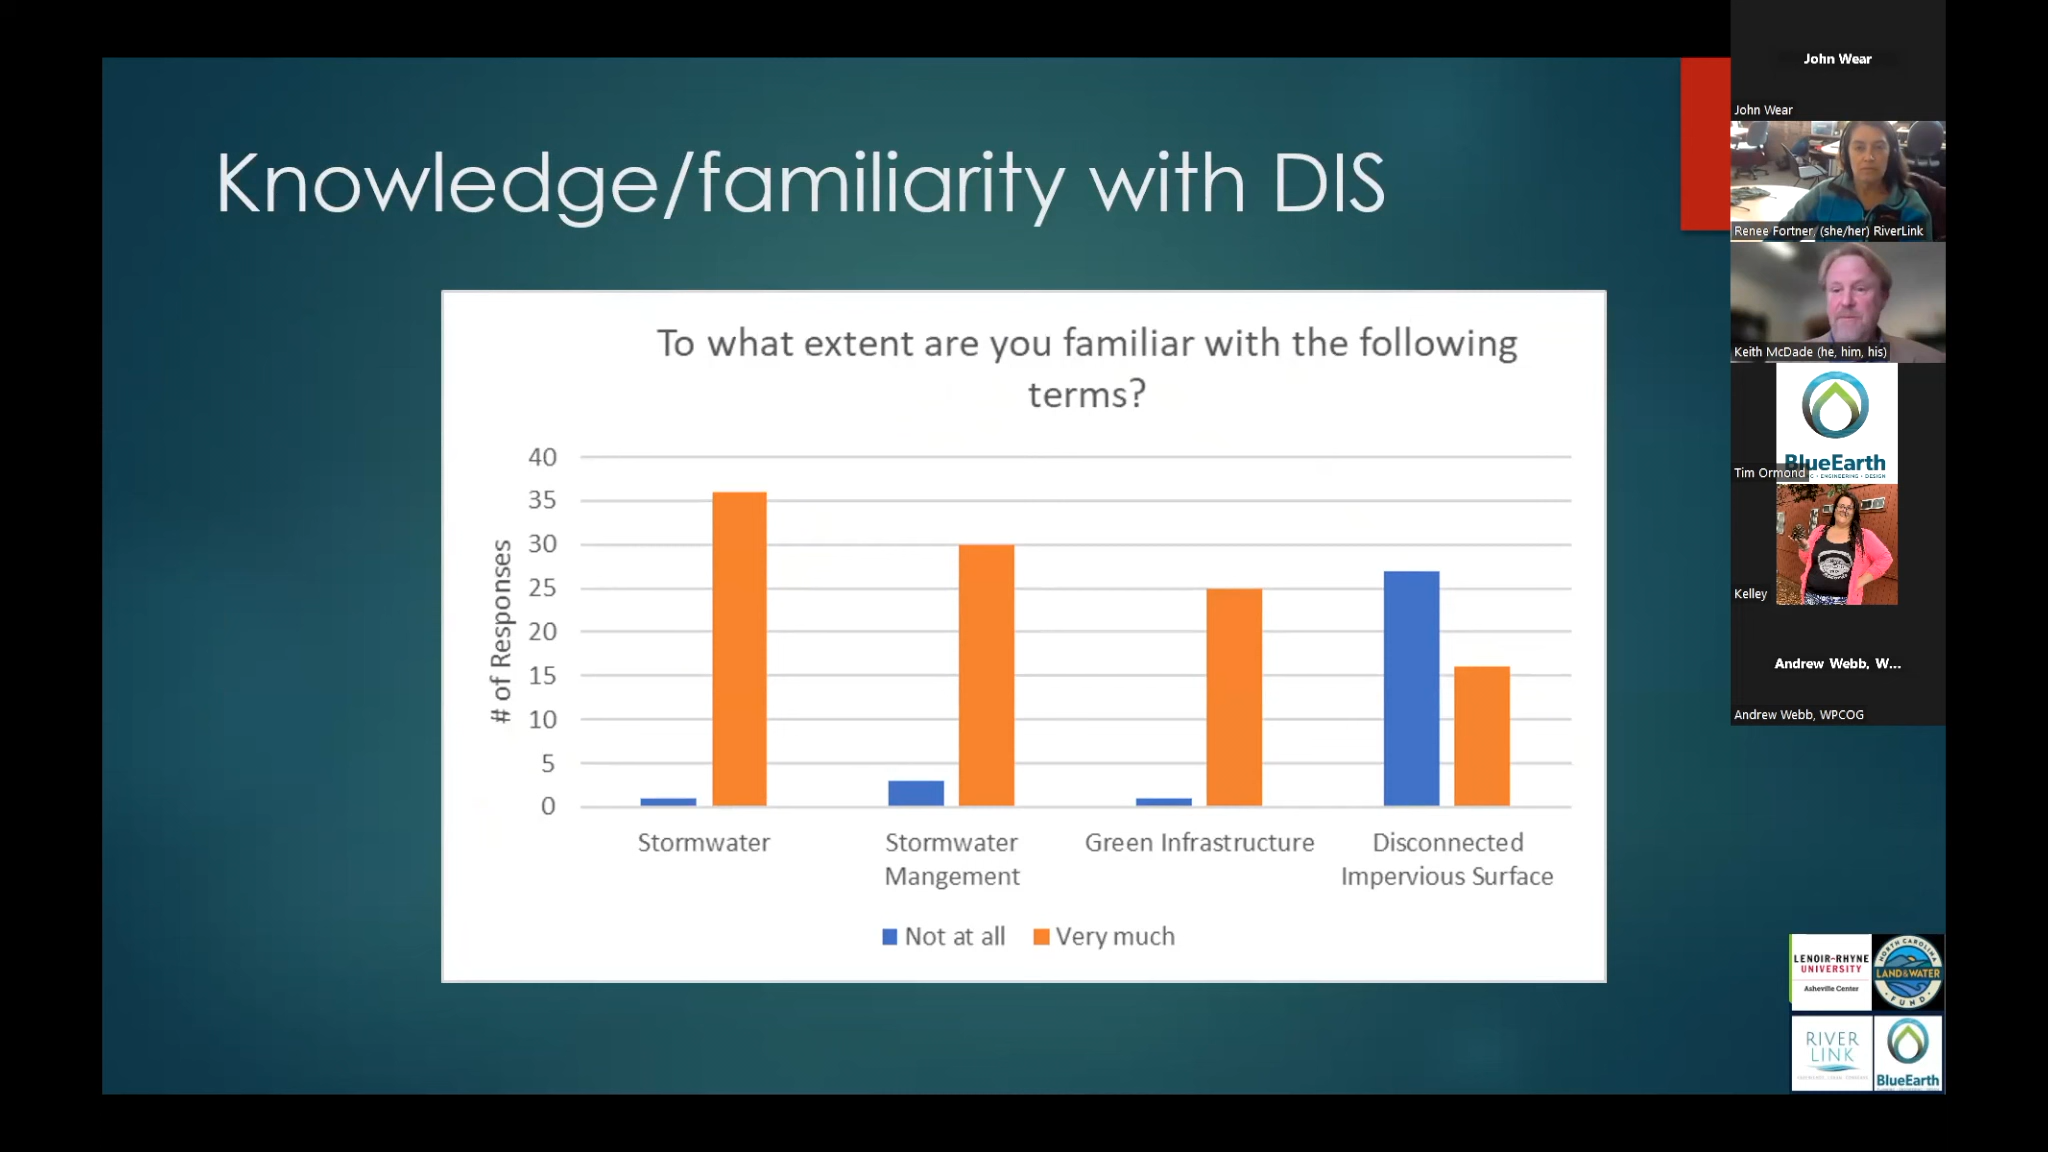 Knowledge/familiarity with DIS
To what extent are you familiar with the following
terms?
# of Responses
40
35
30
25
20
15
10
5
0
Stormwater
Stormwater
Mangement
Green Infrastructure
Disconnected
Impervious Surface
Not at all
Very much
John Wear
John Wear
Renee Fortner, (she/her) RiverLink
Keith McDade (he, him, his)
BlueEarth
ENGINEERING • DESIGN
Tim Ormond
Kelley
Andrew Webb, W...
Andrew Webb, WPCOG
LENOIR-RHYNE
UNIVERSITY
Asheville Center
NORTH CAROLINA
LAND & WATER
FUND
RIVER
LINK
BlueEarth